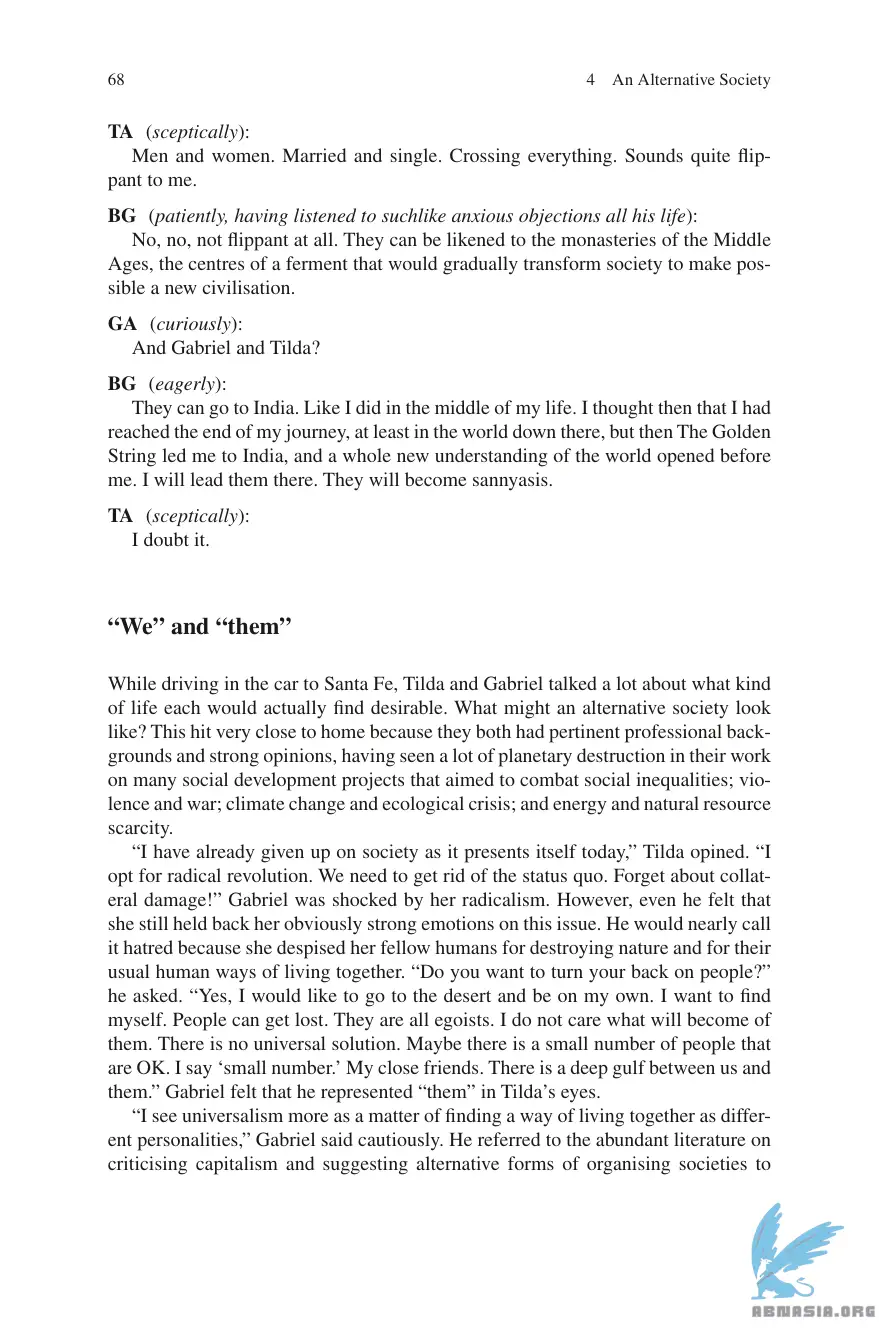 68 4 An Alternative Society
TA (sceptically):
Men and women. Married and single. Crossing everything. Sounds quite flip-
pant to me.
BG (patiently, having listened to suchlike anxious objections all his life):
No, no, not flippant at all. They can be likened to the monasteries of the Middle
Ages, the centres of a ferment that would gradually transform society to make pos-
sible a new civilisation.
GA (curiously):
And Gabriel and Tilda?
BG (eagerly):
They can go to India. Like I did in the middle of my life. I thought then that I had
reached the end of my journey, at least in the world down there, but then The Golden
String led me to India, and a whole new understanding of the world opened before
me. I will lead them there. They will become sannyasis.
TA (sceptically):
I doubt it.
“We” and “them”
While driving in the car to Santa Fe, Tilda and Gabriel talked a lot about what kind
of life each would actually find desirable. What might an alternative society look
like? This hit very close to home because they both had pertinent professional back-
grounds and strong opinions, having seen a lot of planetary destruction in their work
on many social development projects that aimed to combat social inequalities; vio-
lence and war; climate change and ecological crisis; and energy and natural resource
scarcity.
“I have already given up on society as it presents itself today,” Tilda opined. “I
opt for radical revolution. We need to get rid of the status quo. Forget about collat-
eral damage!” Gabriel was shocked by her radicalism. However, even he felt that
she still held back her obviously strong emotions on this issue. He would nearly call
it hatred because she despised her fellow humans for destroying nature and for their
usual human ways of living together. “Do you want to turn your back on people?”
he asked. “Yes, I would like to go to the desert and be on my own. I want to find
myself. People can get lost. They are all egoists. I do not care what will become of
them. There is no universal solution. Maybe there is a small number of people that
are OK. I say ‘small number.’ My close friends. There is a deep gulf between us and
them.” Gabriel felt that he represented “them” in Tilda’s eyes.
“I see universalism more as a matter of finding a way of living together as differ-
ent personalities,” Gabriel said cautiously. He referred to the abundant literature on
criticising capitalism and suggesting alternative forms of organising societies to
ABNASIA.ORG